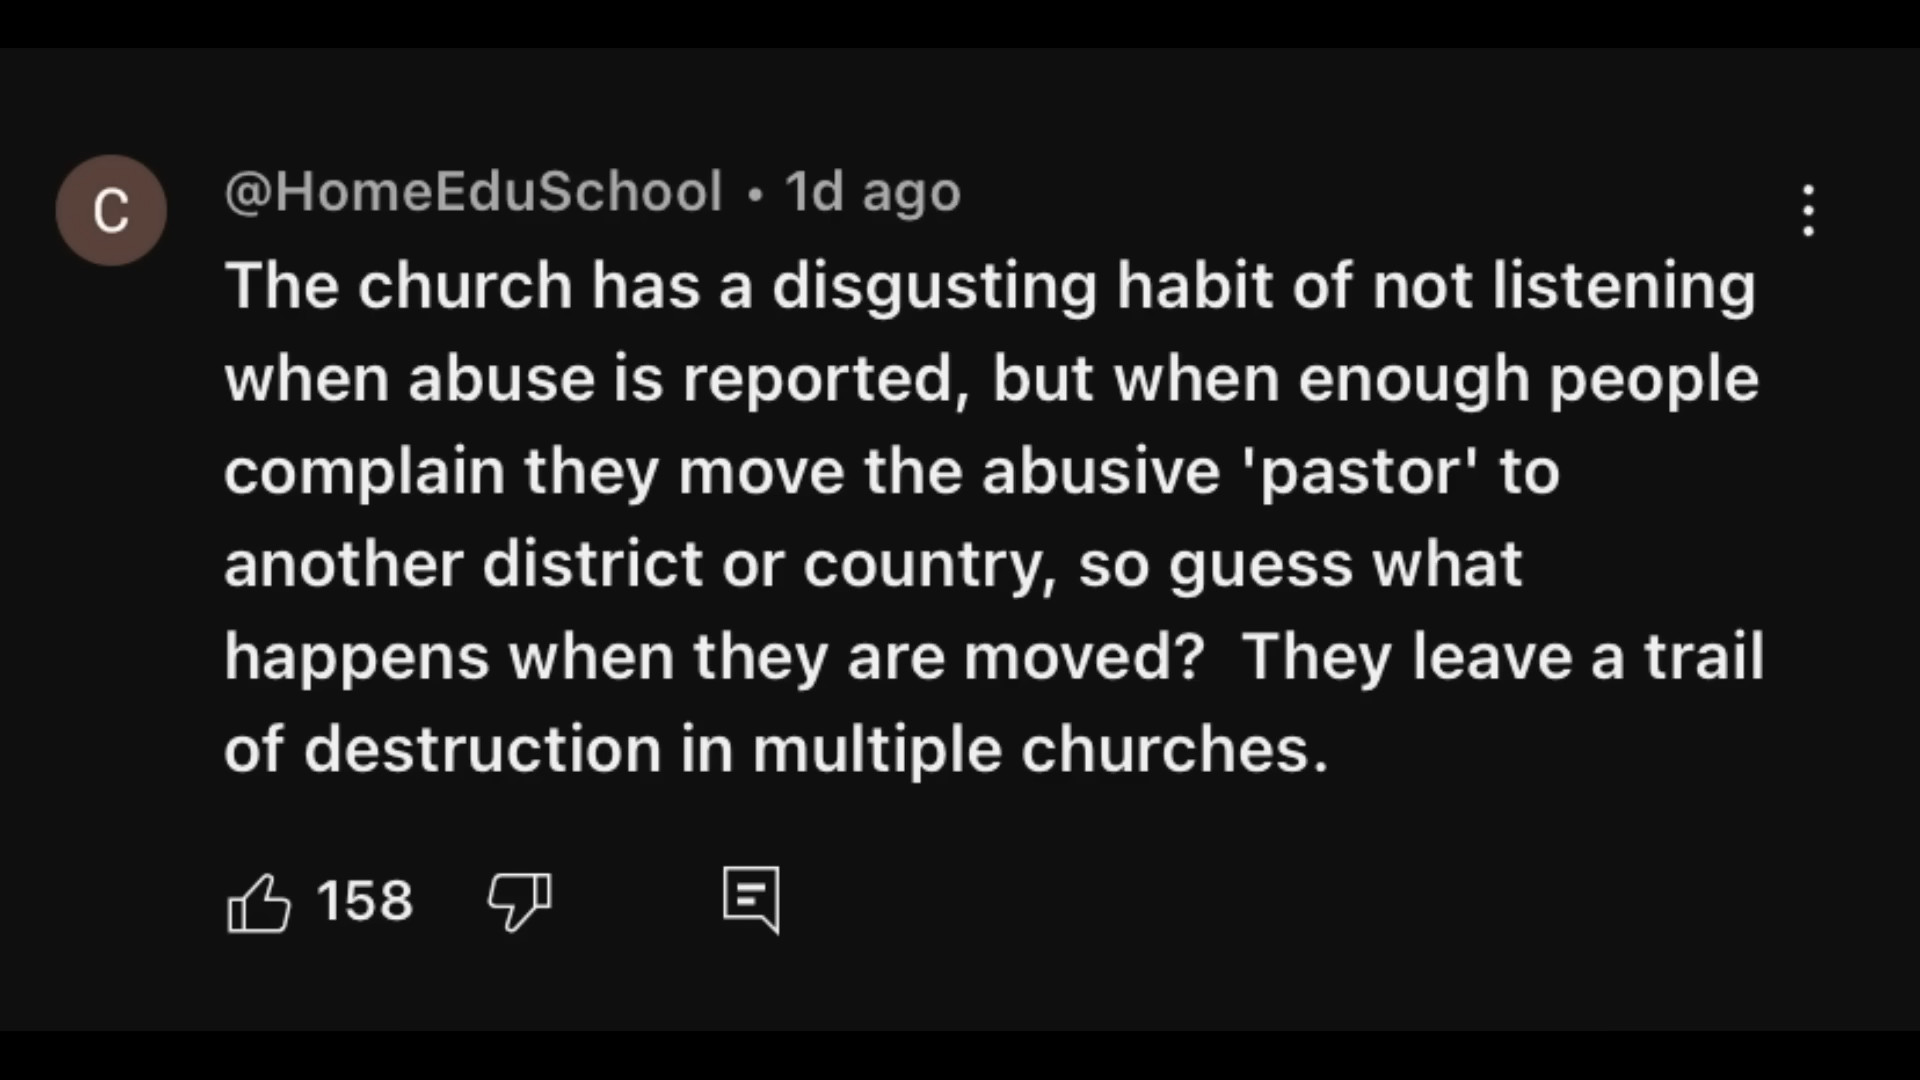 C
@HomeEduSchool • 1d ago
The church has a disgusting habit of not listening
when abuse is reported, but when enough people
complain they move the abusive 'pastor' to
another district or country, so guess what
happens when they are moved?  They leave a trail
of destruction in multiple churches.
158